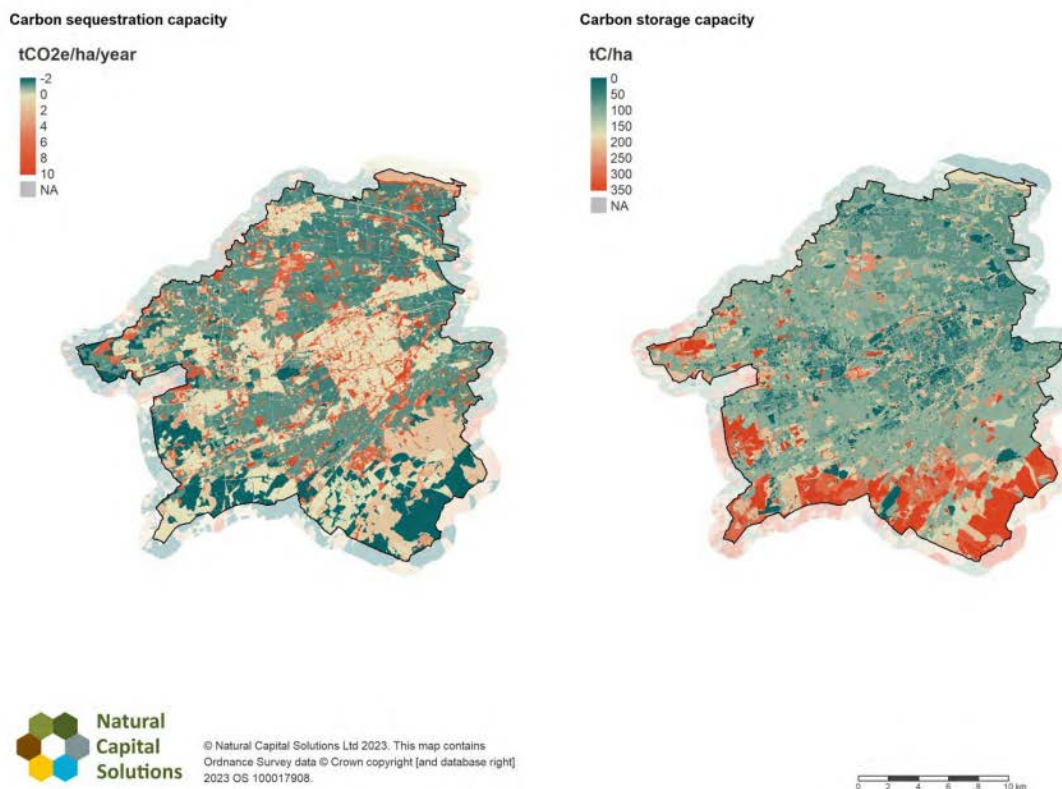 Carbon sequestration capacity
tCO2e/ha/year
-2
0
2
4
6
8
10
NA
Carbon storage capacity
tC/ha
0
50
100
150
200
250
300
350
NA
Natural
Capital
Solutions
© Natural Capital Solutions Ltd 2023. This map contains
Ordnance Survey data © Crown copyright [and database right]
2023 OS 100017908.
0 2 4 6 8 10 km